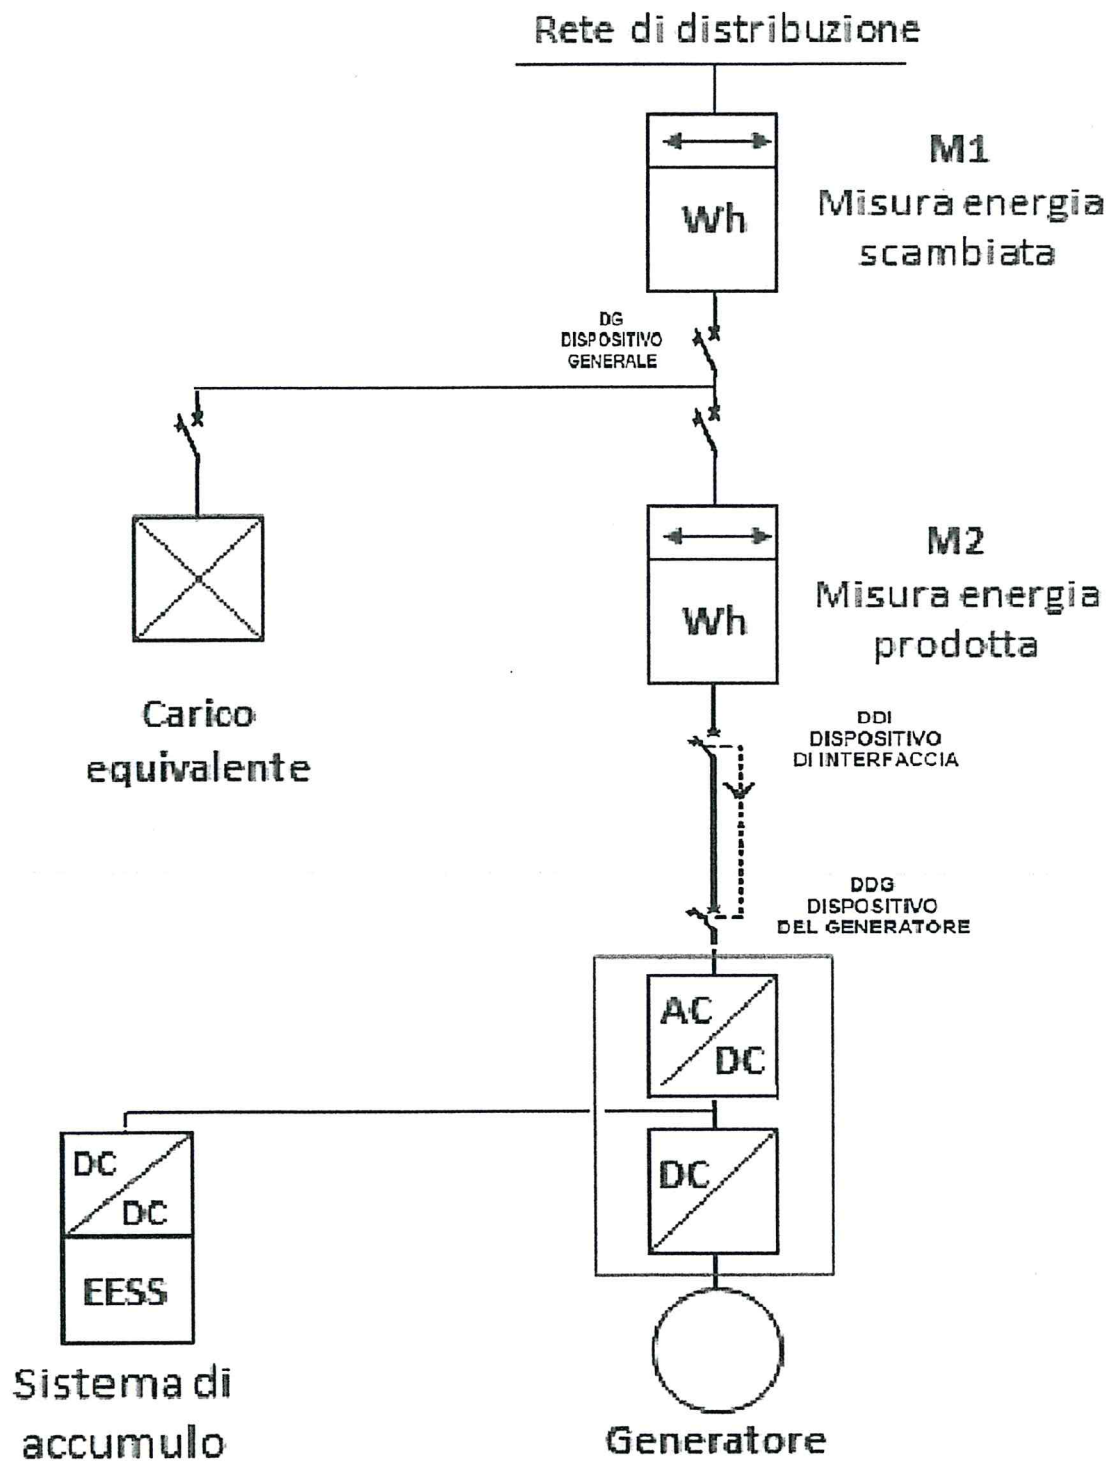 Rete di distribuzione
M1
Misura energia
scambiata
Wh
DG
DISPOSITIVO
GENERALE
M2
Misura energia
prodotta
Wh
Carico
equivalente
DDI
DISPOSITIVO
DI INTERFACCIA
DDG
DISPOSITIVO
DEL GENERATORE
AC
DC
DC
DC
DC
EESS
Sistema di
accumulo
Generatore